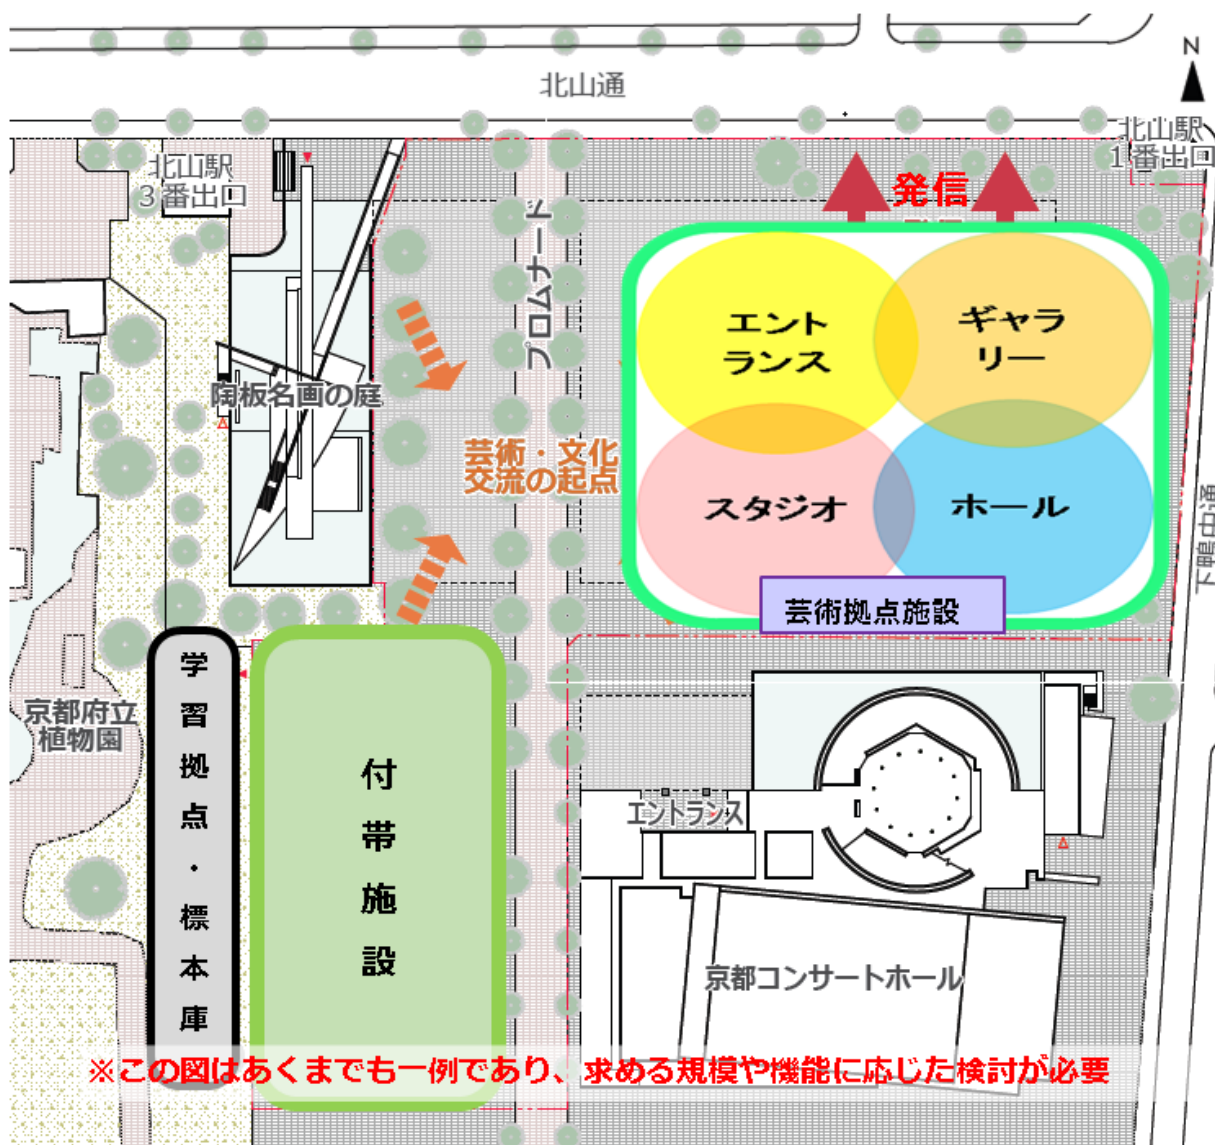 北山通
N
北山駅
1番出口
北山駅
3番出口
発信
プロムナード
エント
ランス
ギャラ
リー
陶板名画の庭
芸術・文化
交流の起点
スタジオ
ホール
下鴨中通
芸術拠点施設
学習拠点・標本庫
付帯施設
京都府立
植物園
エントランス
京都コンサートホール
※この図はあくまでも一例であり、求める規模や機能に応じた検討が必要